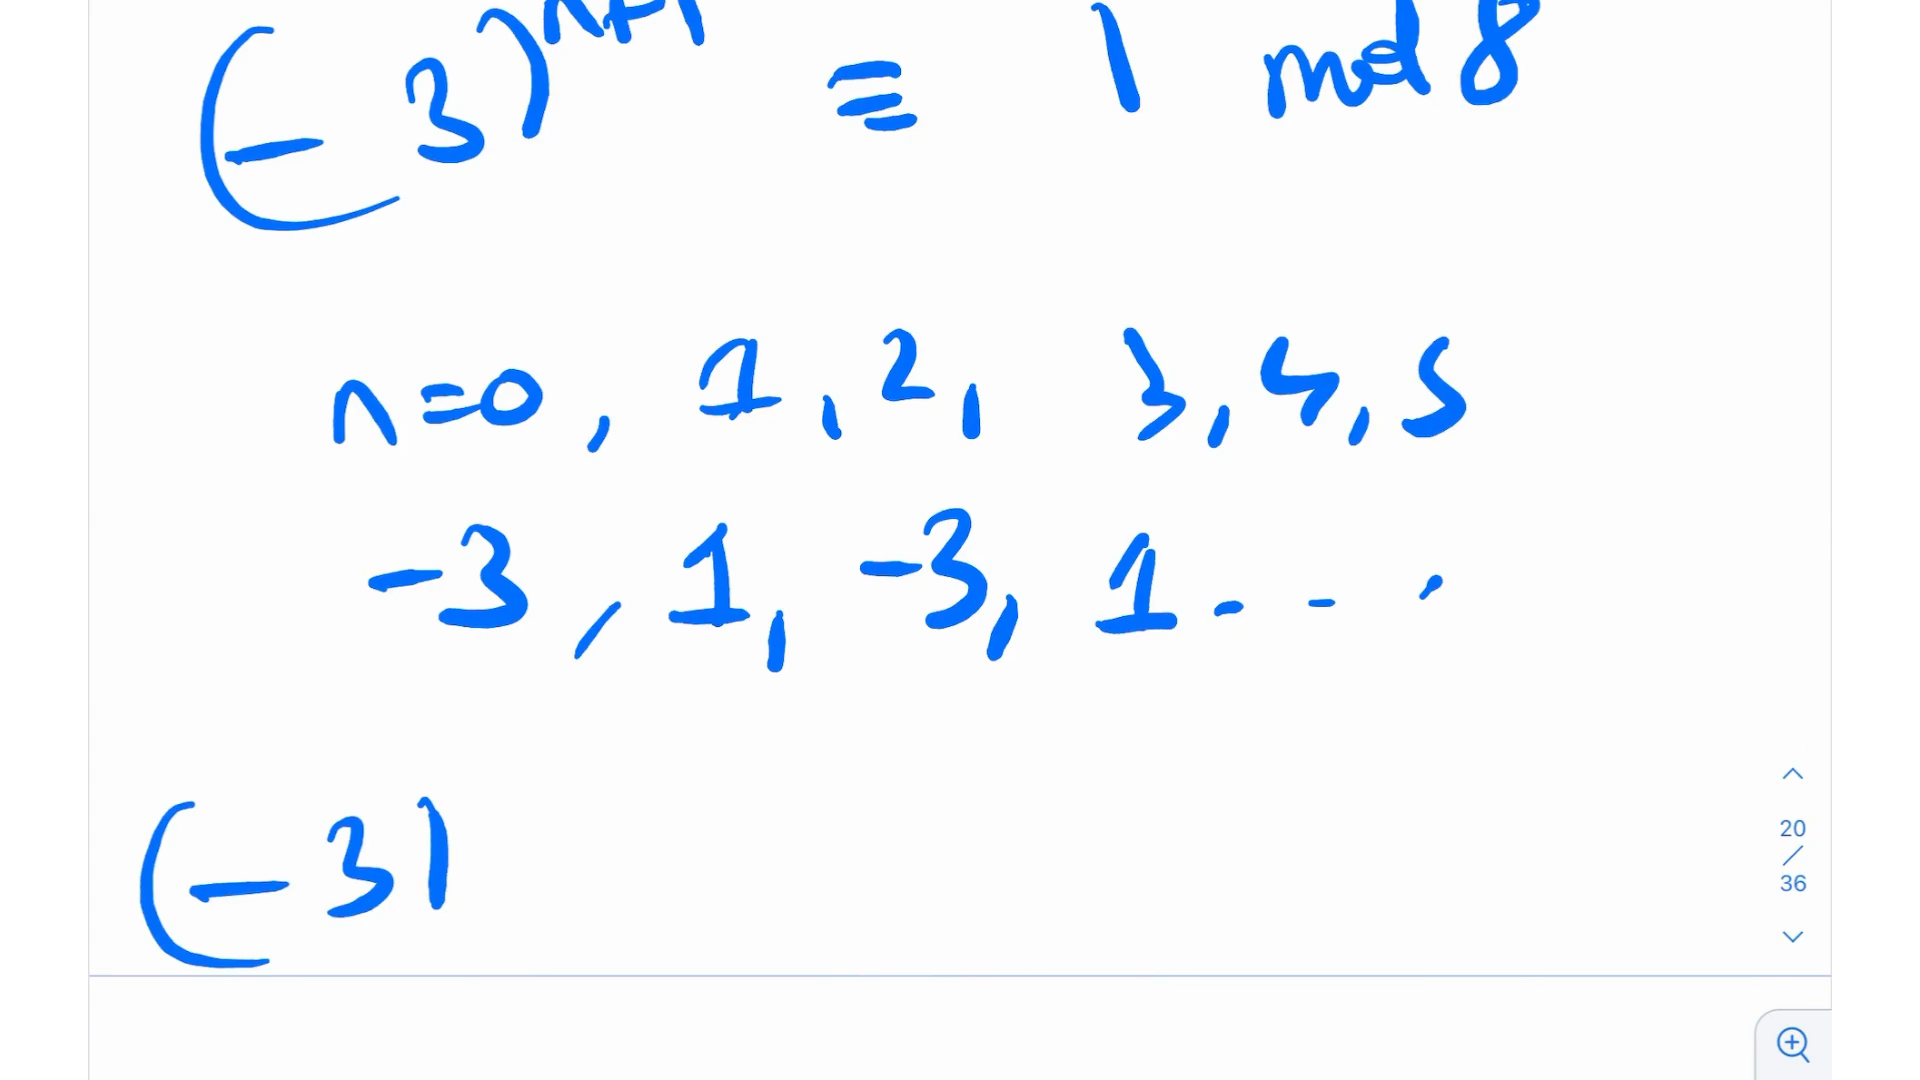 (-3)^{n+1} ≡ 1 mod 8
n=0, 1, 2, 3, 4, 5
-3, 1, -3, 1 - - .
(-3)
20
/
36